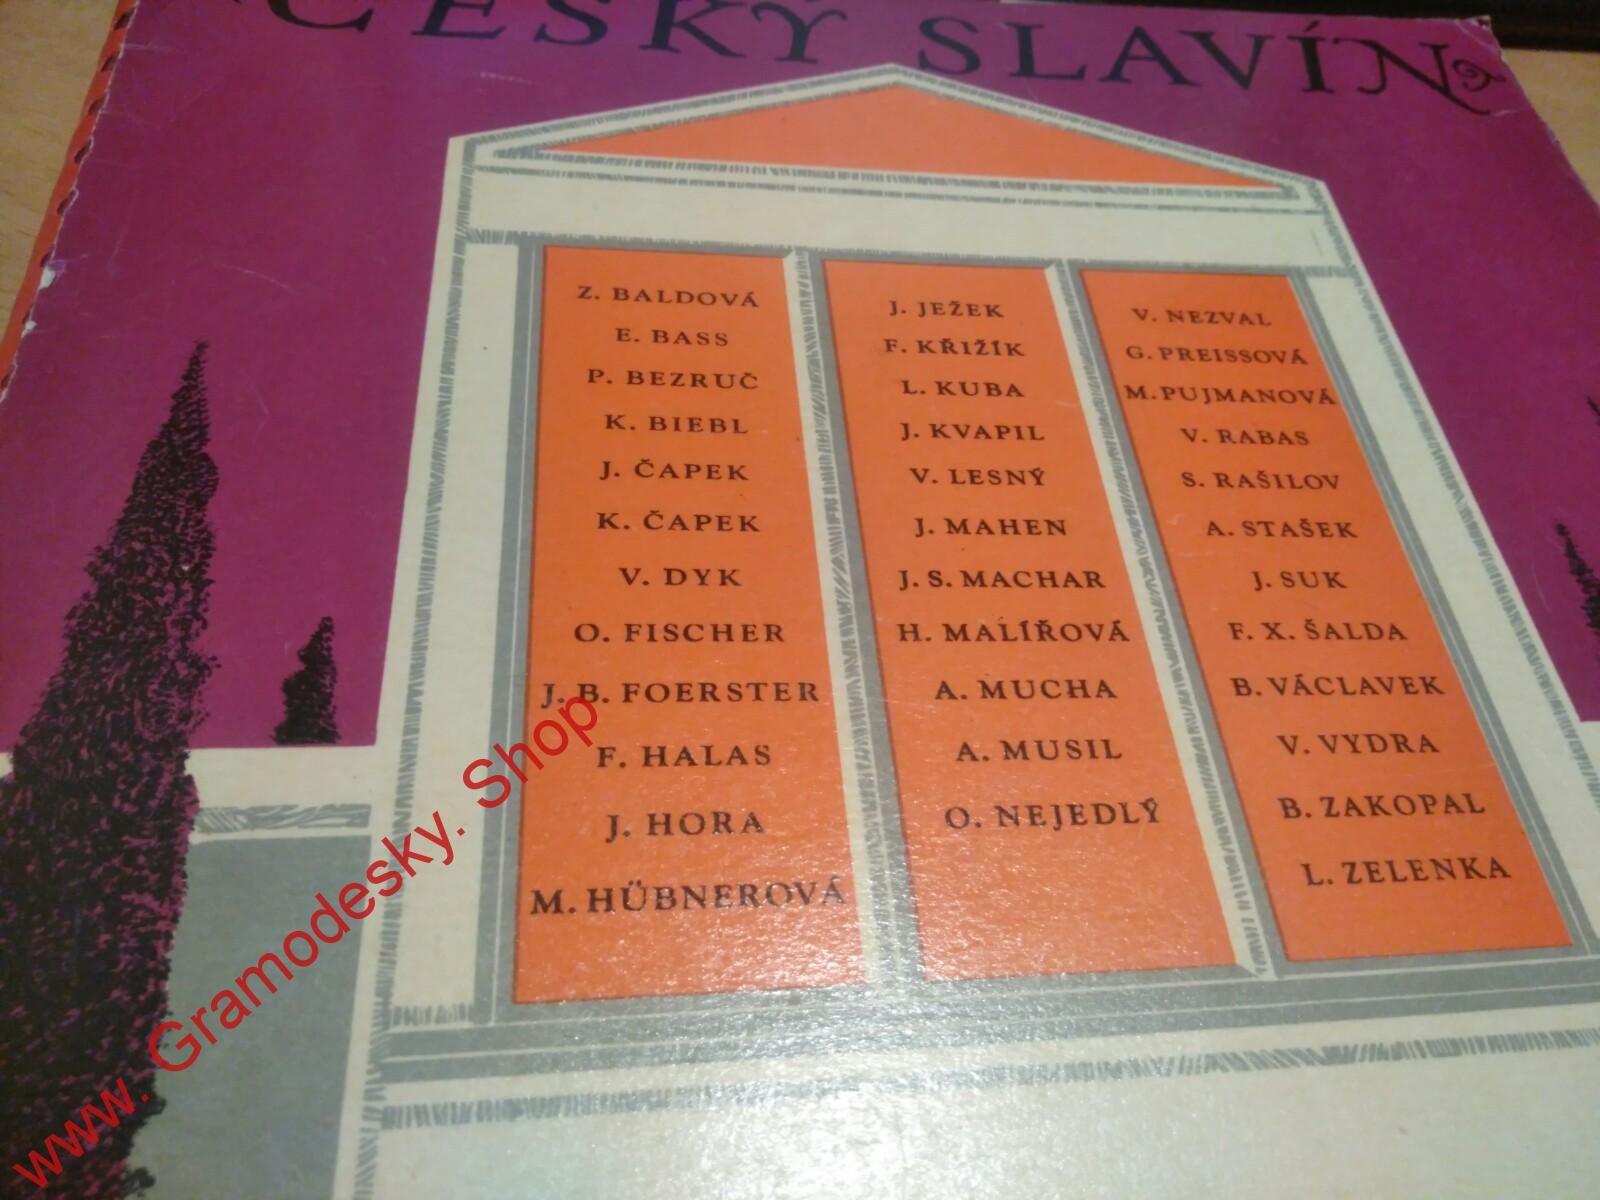 ČESKÝ SLAVÍN
Z. BALDOVÁ
E. BASS
P. BEZRUČ
K. BIEBL
J. ČAPEK
K. ČAPEK
V. DYK
O. FISCHER
J. B. FOERSTER
F. HALAS
J. HORA
M. HÜBNEROVÁ
J. JEŽEK
F. KŘIŽÍK
L. KUBA
J. KVAPIL
V. LESNÝ
J. MAHEN
J. S. MACHAR
H. MALÍŘOVÁ
A. MUCHA
A. MUSIL
O. NEJEDLÝ
V. NEZVAL
G. PREISSOVÁ
M. PUJMANOVÁ
V. RABAS
S. RAŠILOV
A. STAŠEK
J. SUK
F. X. ŠALDA
B. VÁCLAVEK
V. VYDRA
B. ZAKOPAL
L. ZELENKA
www. Gramodesky. Shop